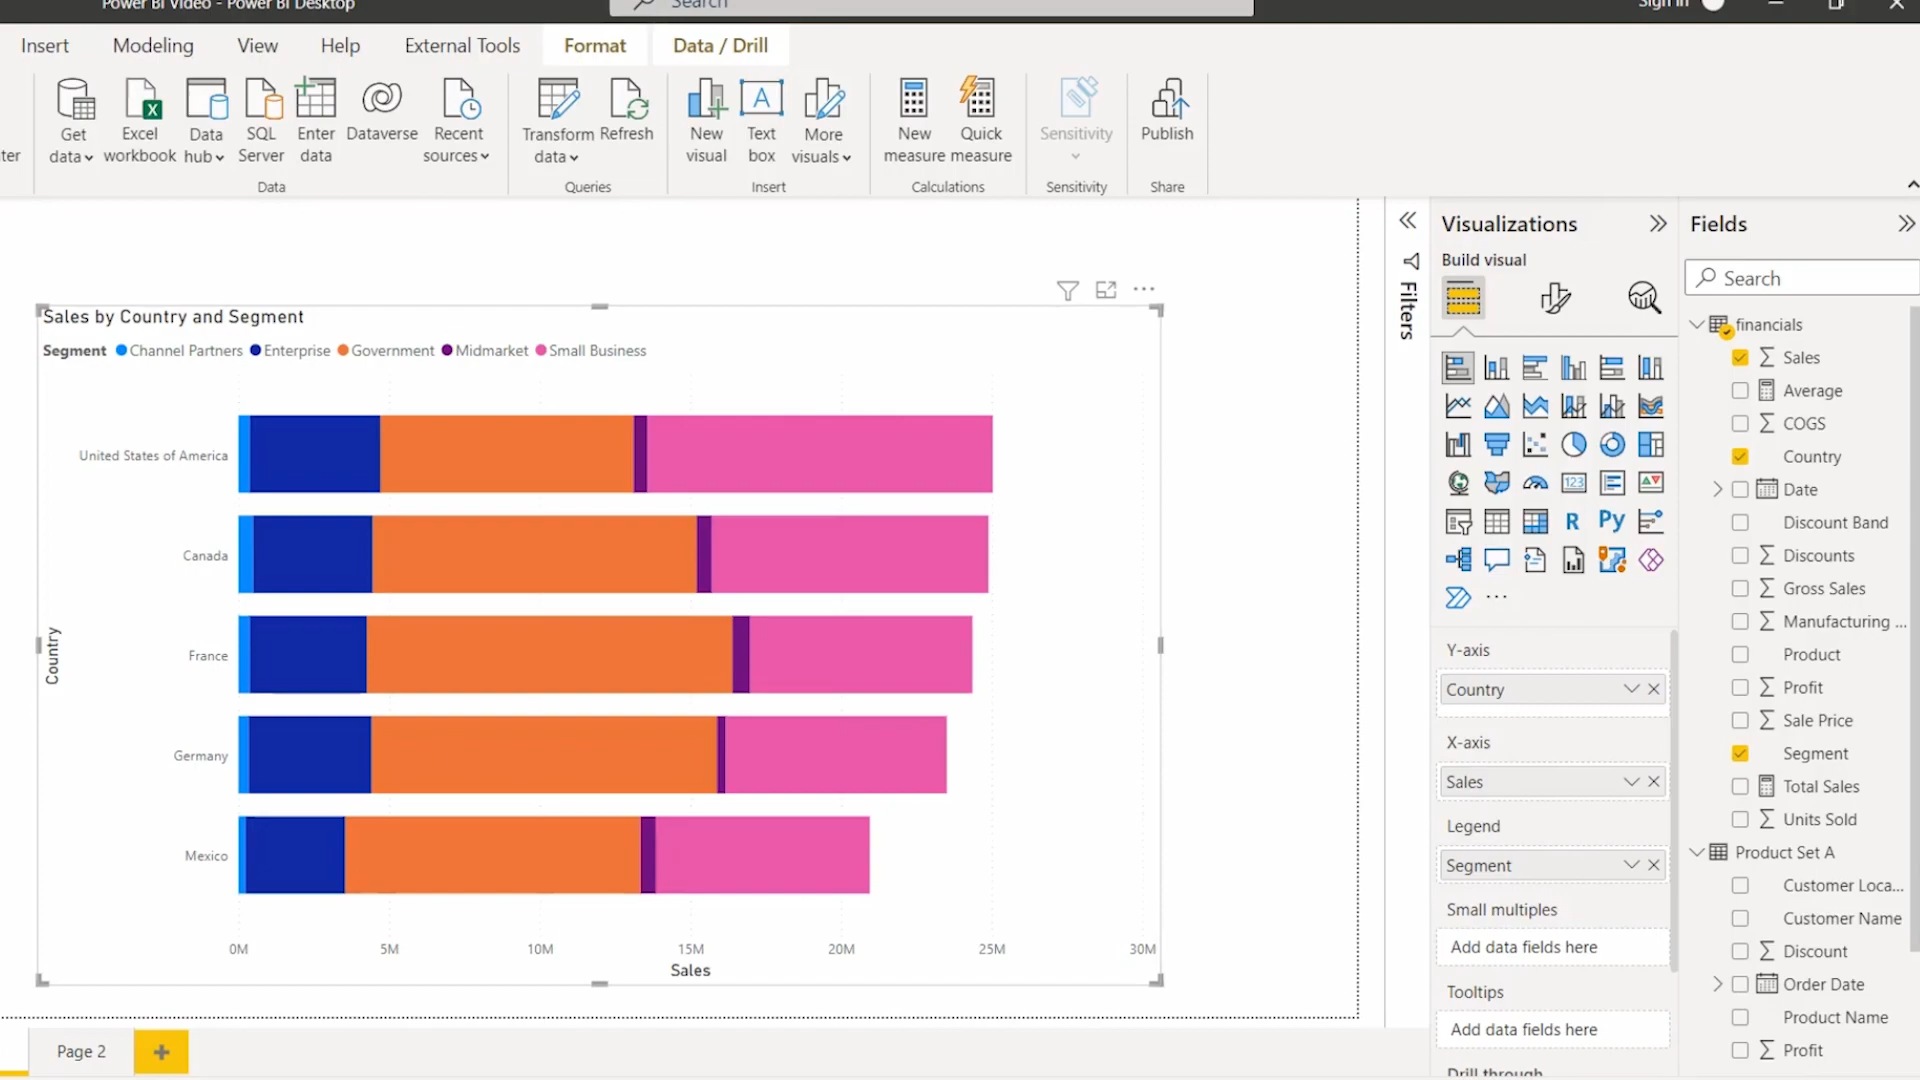 Power BI Video - Power BI Desktop
Search
Sign in
Insert Modeling View Help External Tools Format Data / Drill
Get data
Excel workbook
Data hub
SQL Server
Enter data
Dataverse
Recent sources
Transform data
Refresh
New visual
Text box
More visuals
New measure
Quick measure
Sensitivity
Publish
Data
Queries
Insert
Calculations
Sensitivity
Share
Sales by Country and Segment
Segment Channel Partners Enterprise Government Midmarket Small Business
United States of America
Canada
France
Germany
Mexico
Country
0M 5M 10M 15M 20M 25M 30M
Sales
Page 2
Filters
Visualizations
Build visual
123
R
Py
Y-axis
Country
X-axis
Sales
Legend
Segment
Small multiples
Add data fields here
Tooltips
Add data fields here
Drill through
Fields
Search
financials
Sales
Average
COGS
Country
Date
Discount Band
Discounts
Gross Sales
Manufacturing ...
Product
Profit
Sale Price
Segment
Total Sales
Units Sold
Product Set A
Customer Loca...
Customer Name
Discount
Order Date
Product Name
Profit